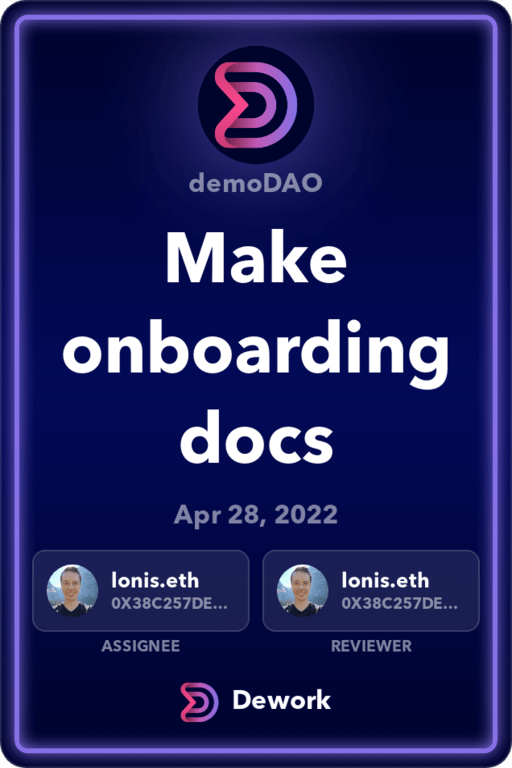 demoDAO
Make
onboarding
docs
Apr 28, 2022
lonis.eth
0X38C257DE...
ASSIGNEE
lonis.eth
0X38C257DE...
REVIEWER
Dework